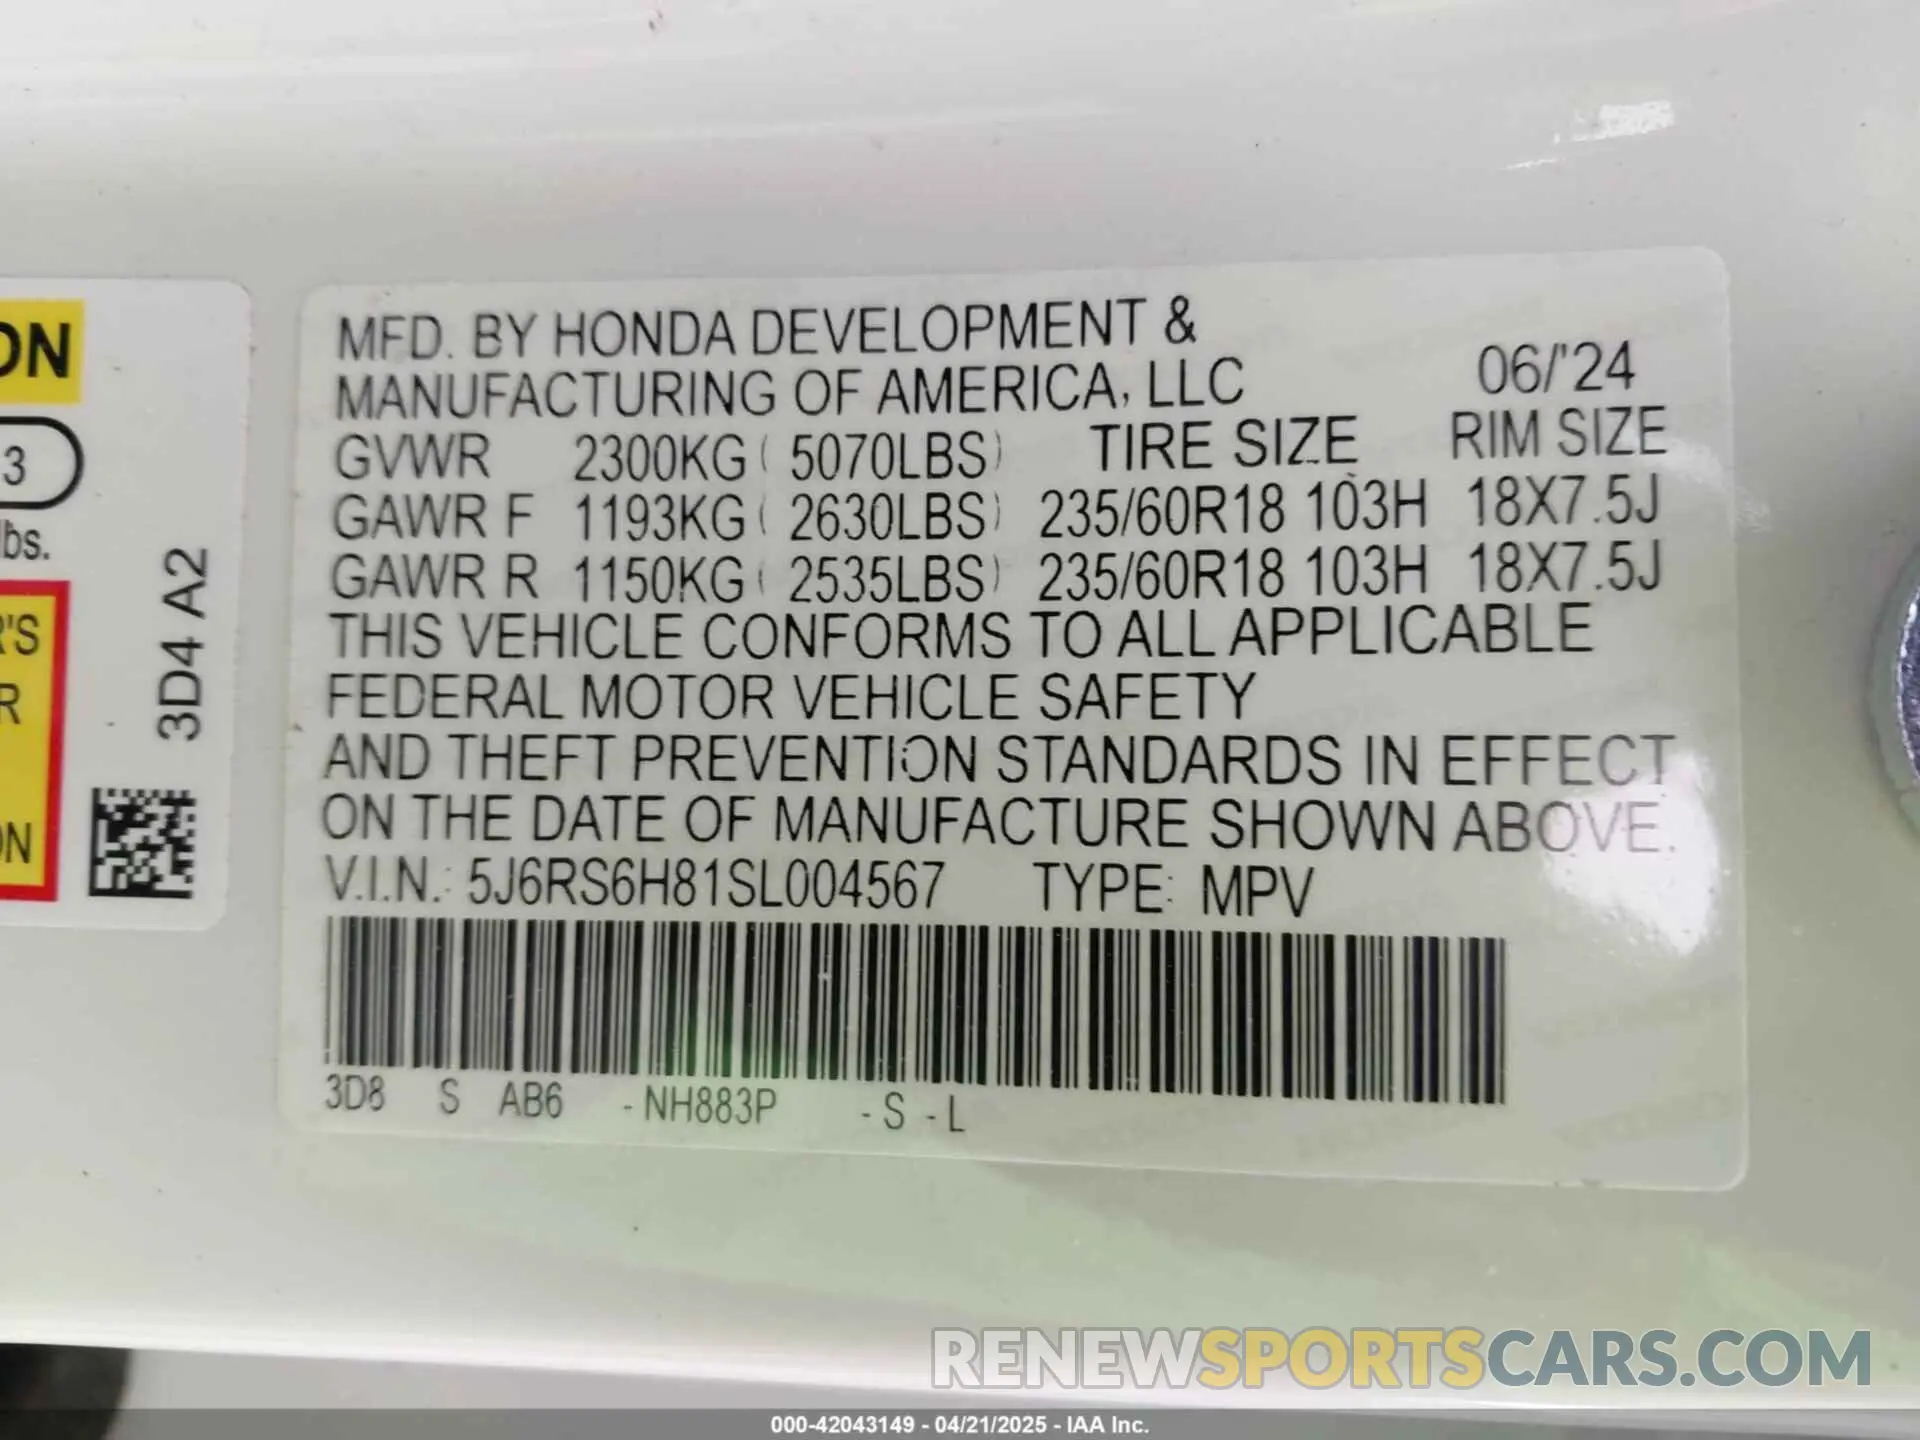 ON
3
lbs.
R'S
R
ON
3D4 A2
MFD. BY HONDA DEVELOPMENT &
MANUFACTURING OF AMERICA, LLC 06/'24
GVWR 2300KG ( 5070LBS) TIRE SIZE RIM SIZE
GAWR F 1193KG ( 2630LBS) 235/60R18 103H 18X7.5J
GAWR R 1150KG ( 2535LBS) 235/60R18 103H 18X7.5J
THIS VEHICLE CONFORMS TO ALL APPLICABLE
FEDERAL MOTOR VEHICLE SAFETY
AND THEFT PREVENTION STANDARDS IN EFFECT
ON THE DATE OF MANUFACTURE SHOWN ABOVE.
V.I.N.: 5J6RS6H81SL004567 TYPE: MPV
3D8 S AB6 -NH883P -S -L
RENEWSPORTSCARS.COM
000-42043149 - 04/21/2025 - IAA Inc.